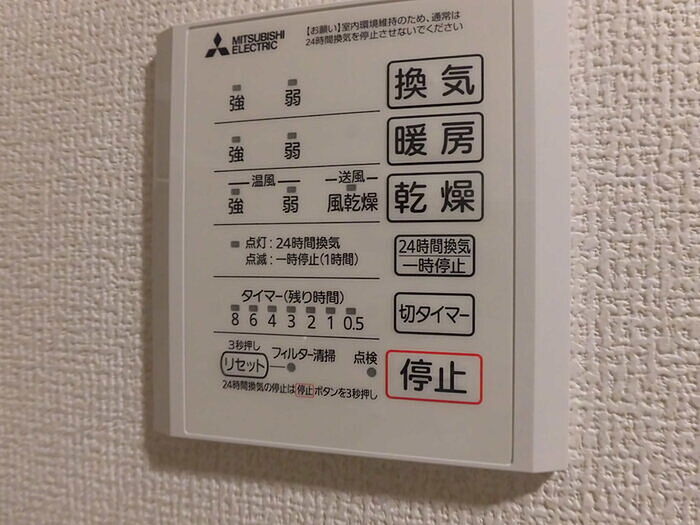 MITSUBISHI
ELECTRIC
【お願い】室内環境維持のため、通常は
24時間換気を停止させないでください
強 弱 換気
強 弱 暖房
温風 送風
強 弱 風乾燥 乾燥
点灯:24時間換気
点滅:一時停止(1時間)
24時間換気
一時停止
タイマー(残り時間)
8 6 4 3 2 1 0.5
切タイマー
3秒押し
リセット フィルター清掃 点検
停止
24時間換気の停止は停止ボタンを3秒押し